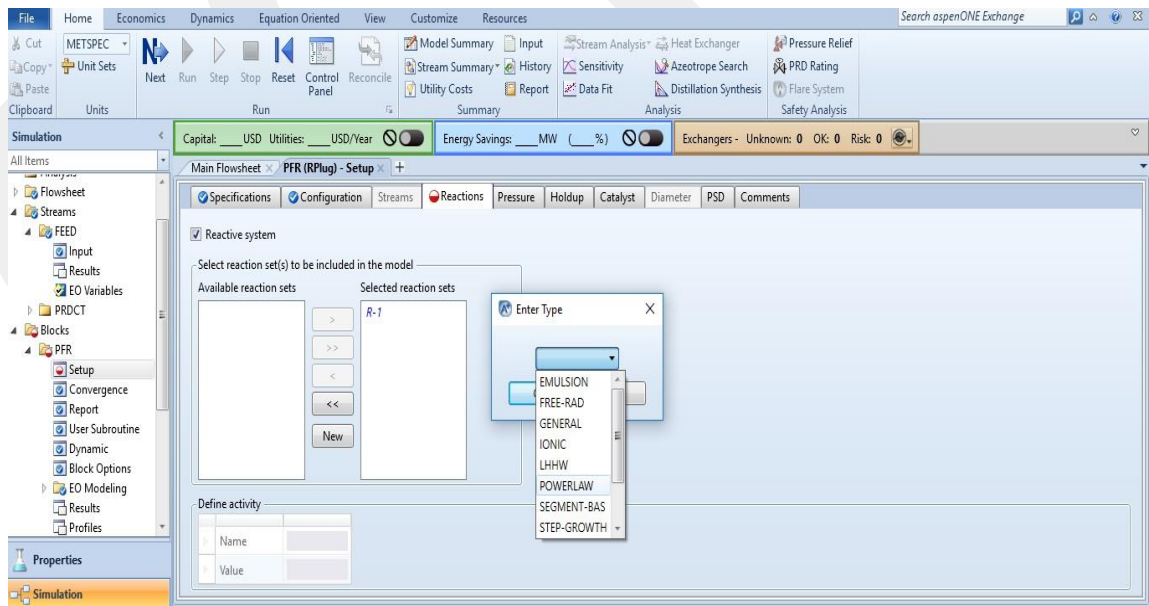 File Home Economics Dynamics Equation Oriented View Customize Resources Search aspenONE Exchange
Cut METSPEC Model Summary Input Stream Analysis Heat Exchanger Pressure Relief
Copy Unit Sets Stream Summary History Sensitivity Azeotrope Search PRD Rating
Paste Next Run Step Stop Reset Control Panel Reconcile Utility Costs Report Data Fit Distillation Synthesis Flare System
Clipboard Units Run Summary Analysis Safety Analysis
Simulation < Capital: ____USD Utilities: ____USD/Year Energy Savings: ____MW (____%) Exchangers - Unknown: 0 OK: 0 Risk: 0
All Items Main Flowsheet × PFR (RPlug) - Setup × +
Flowsheet
Streams
FEED
Input
Results
EO Variables
PRDCT
Blocks
PFR
Setup
Convergence
Report
User Subroutine
Dynamic
Block Options
EO Modeling
Results
Profiles
Properties
Simulation
Specifications Configuration Streams Reactions Pressure Holdup Catalyst Diameter PSD Comments
Reactive system
Select reaction set(s) to be included in the model
Available reaction sets Selected reaction sets
R-1
>
>>
<
<<
New
Define activity
Name
Value
Enter Type X
EMULSION
FREE-RAD
GENERAL
IONIC
LHHW
POWERLAW
SEGMENT-BAS
STEP-GROWTH